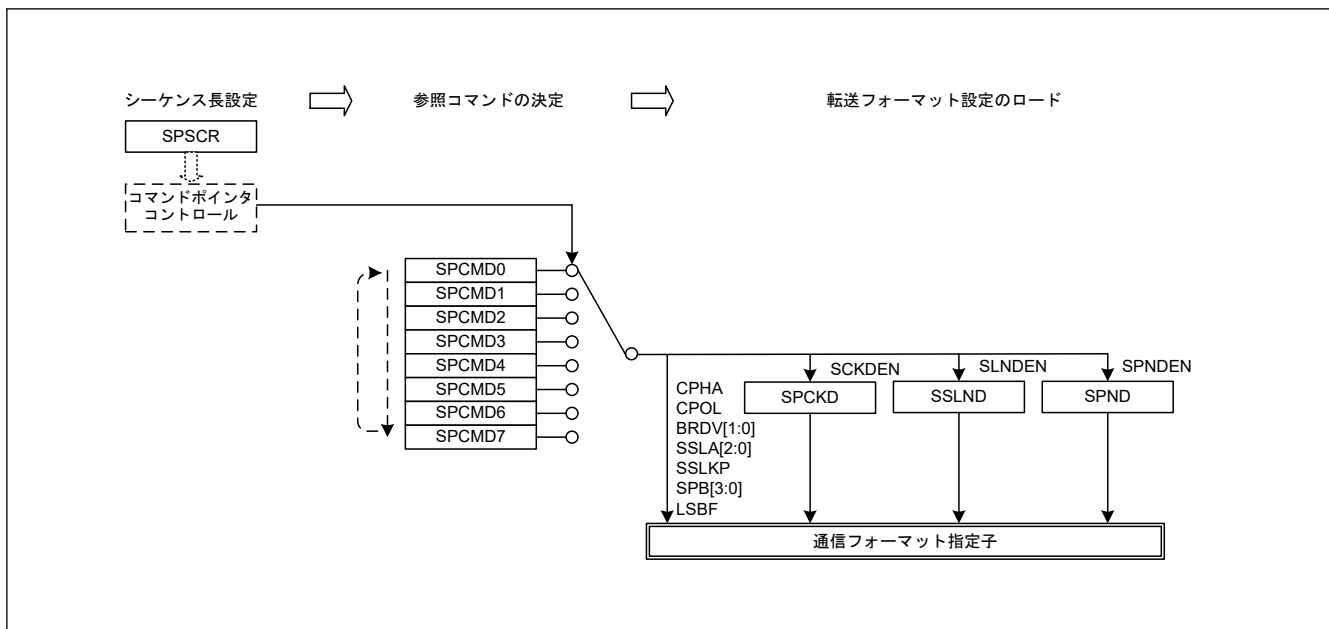 シーケンス長設定
参照コマンドの決定
転送フォーマット設定のロード
SPSCR
コマンドポインタ
コントロール
SPCMD0
SPCMD1
SPCMD2
SPCMD3
SPCMD4
SPCMD5
SPCMD6
SPCMD7
CPHA
CPOL
BRDV[1:0]
SSLA[2:0]
SSLKP
SPB[3:0]
LSBF
SCKDEN
SPCKD
SLNDEN
SSLND
SPNDEN
SPND
通信フォーマット指定子